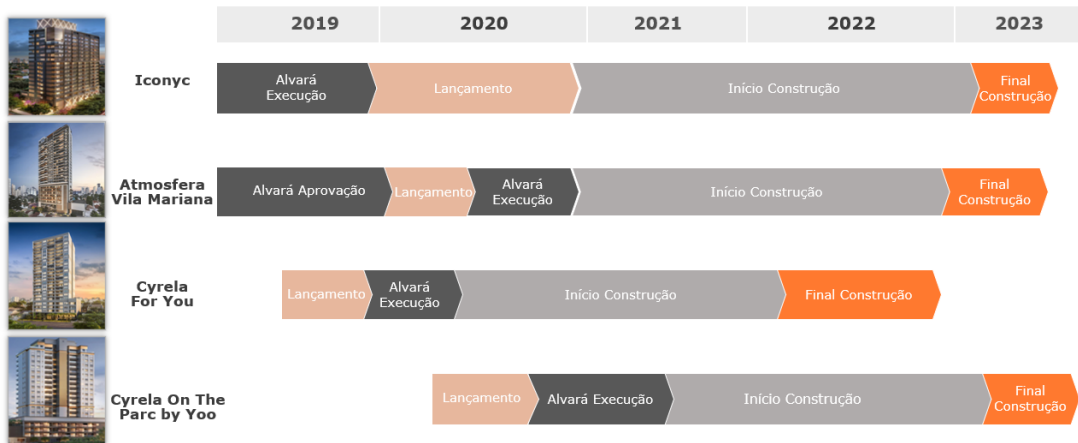 2019 2020 2021 2022 2023
Iconyc
Alvará
Execução
Lançamento
Início Construção
Final
Construção
Atmosfera
Vila Mariana
Alvará Aprovação
Lançamento
Alvará
Execução
Início Construção
Final
Construção
Cyrela
For You
Lançamento
Alvará
Execução
Início Construção
Final Construção
Cyrela On The
Parc by Yoo
Lançamento
Alvará Execução
Início Construção
Final
Construção